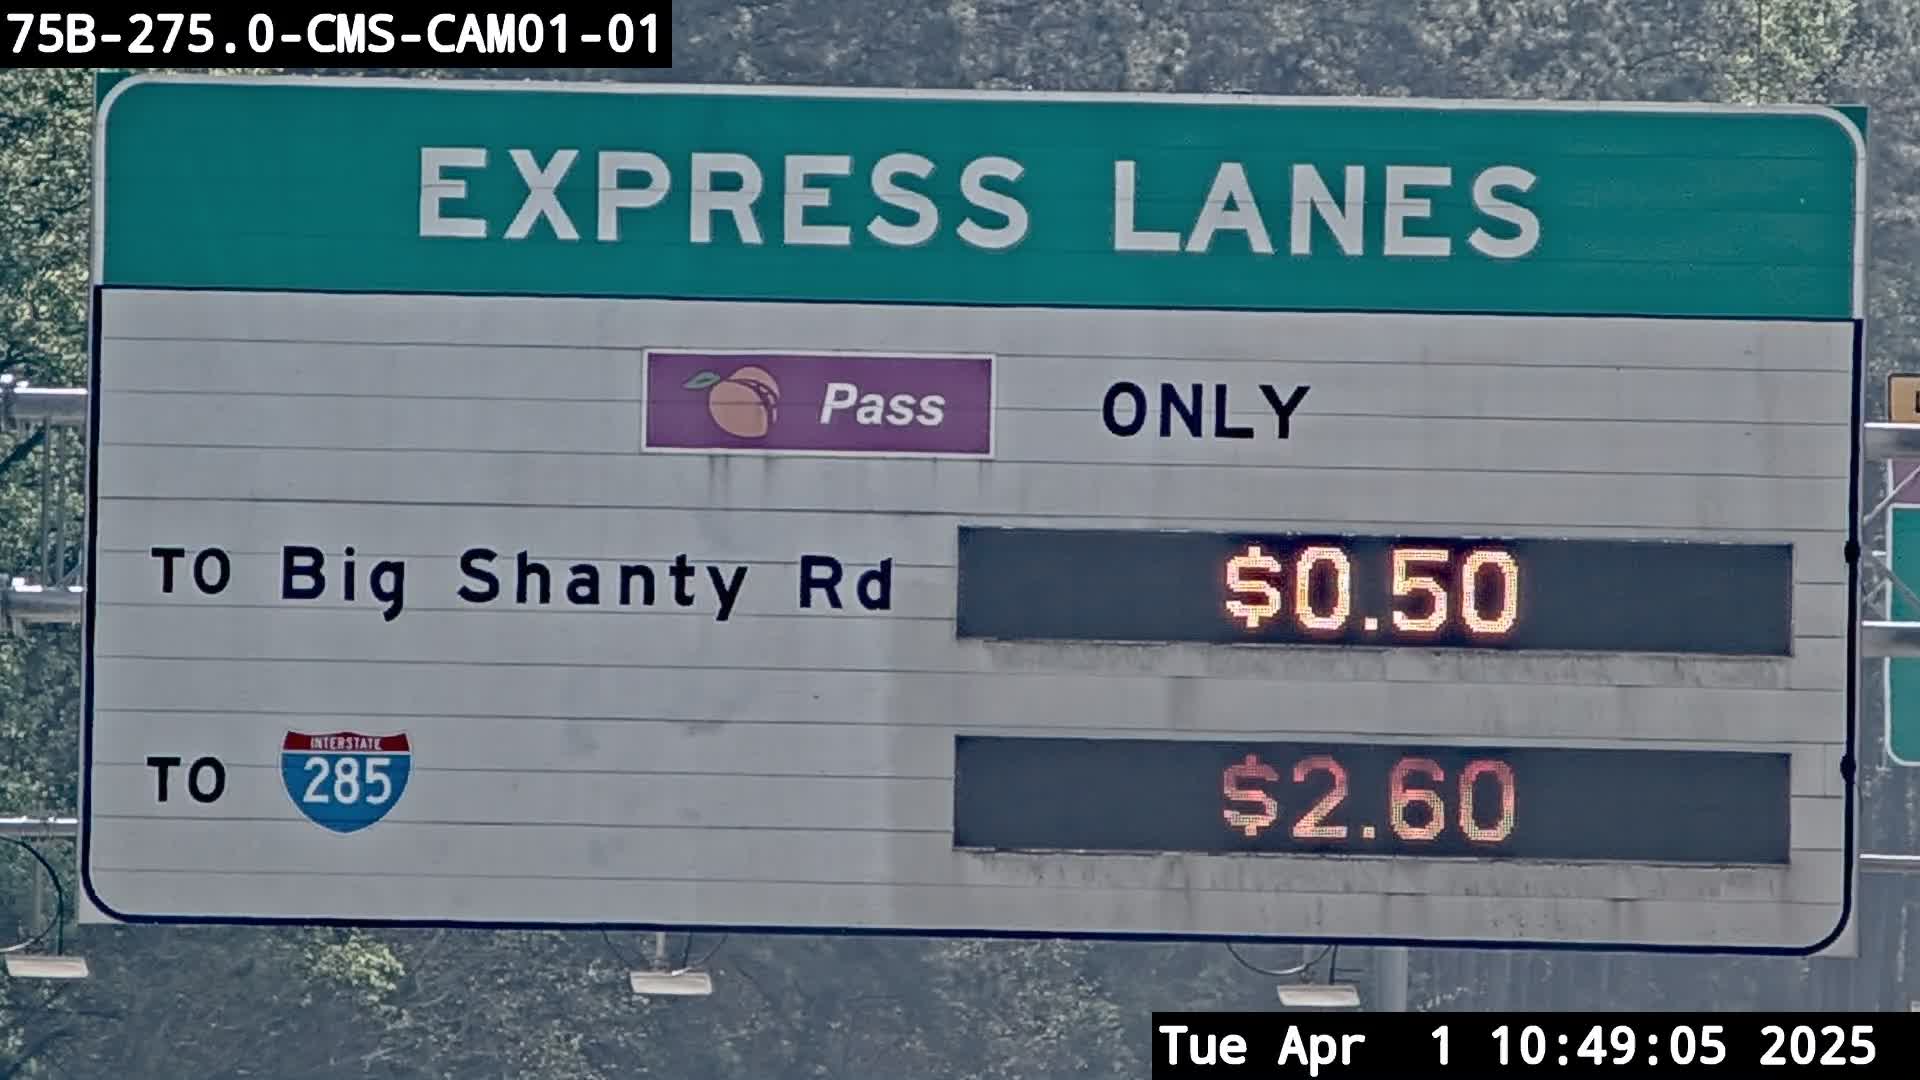 75B-275.0-CMS-CAM01-01
EXPRESS LANES
Pass ONLY
TO Big Shanty Rd $0.50
TO INTERSTATE 285 $2.60
Tue Apr 1 10:49:05 2025